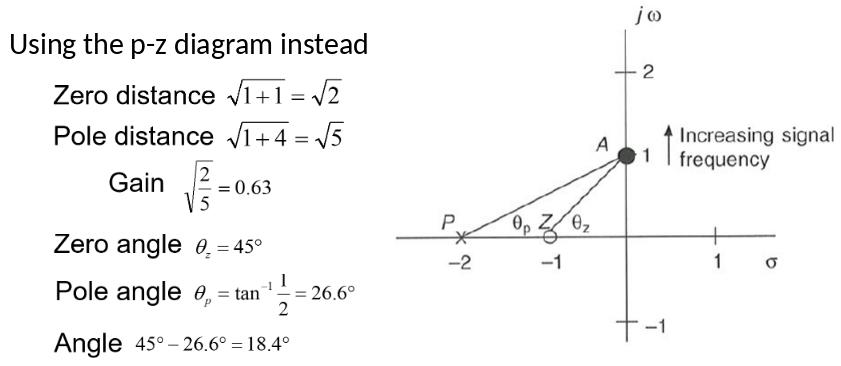 Using the p-z diagram instead
Zero distance √1+1 = √2
Pole distance √1+4 = √5
Gain √2/5 = 0.63
Zero angle θz = 45°
Pole angle θp = tan⁻¹ 1/2 = 26.6°
Angle 45° – 26.6° = 18.4°
jω
2
A
1
Increasing signal
frequency
P
θp
Z
θz
–2
–1
1
σ
–1